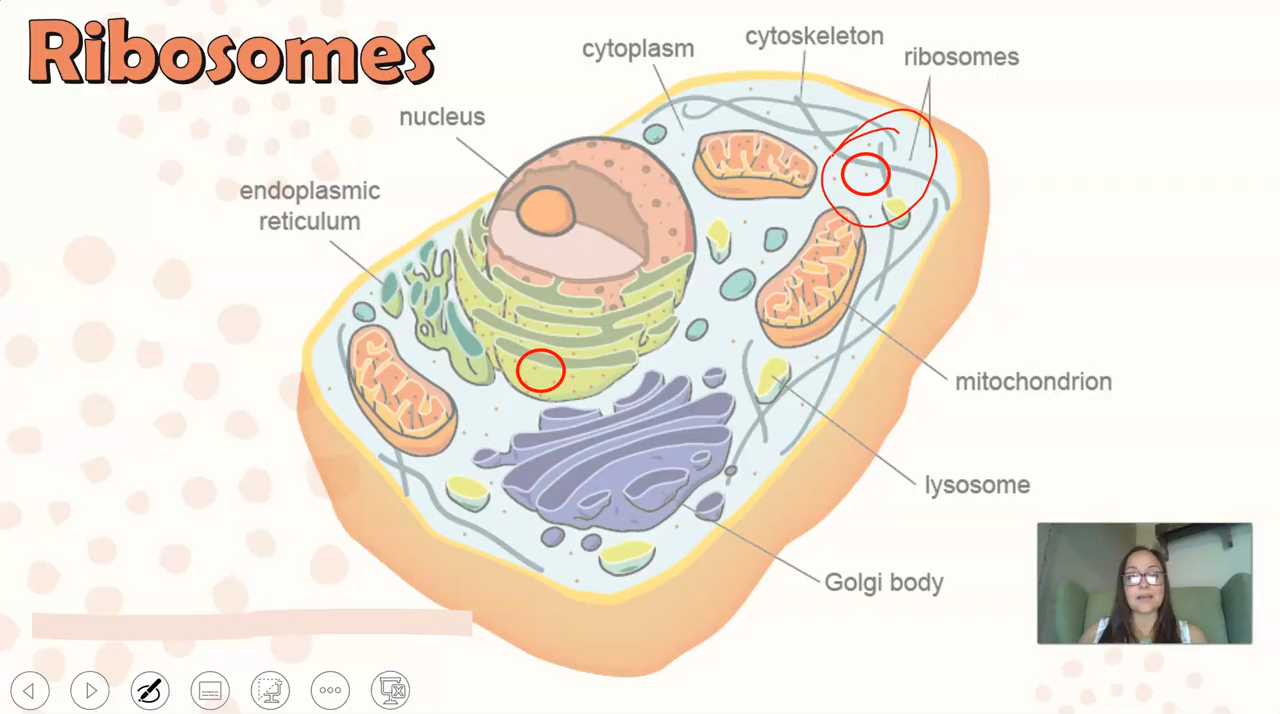 Ribosomes
cytoplasm
cytoskeleton
ribosomes
nucleus
endoplasmic
reticulum
mitochondrion
lysosome
Golgi body